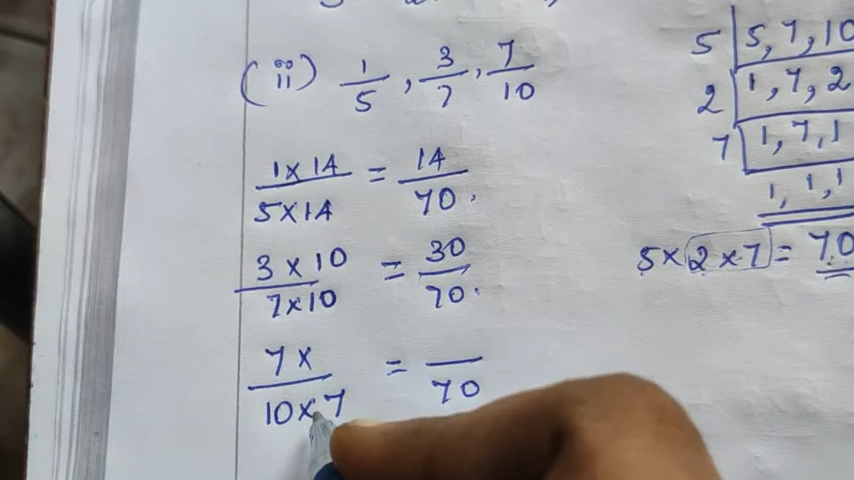 (ii) 1/5, 3/7, 7/10
1×14/5×14 = 14/70.
3×10/7×10 = 30/70.
7×/10×7 = /70
5 | 5, 7, 10
2 | 1, 7, 2
7 | 1, 7, 1
1, 1, 1
5×2×7 = 70